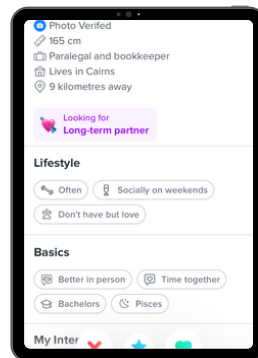 Photo Verifed
165 cm
Paralegal and bookkeeper
Lives in Cairns
9 kilometres away
Looking for
Long-term partner
Lifestyle
Often
Socially on weekends
Don't have but love
Basics
Better in person
Time together
Bachelors
Pisces
My Inter